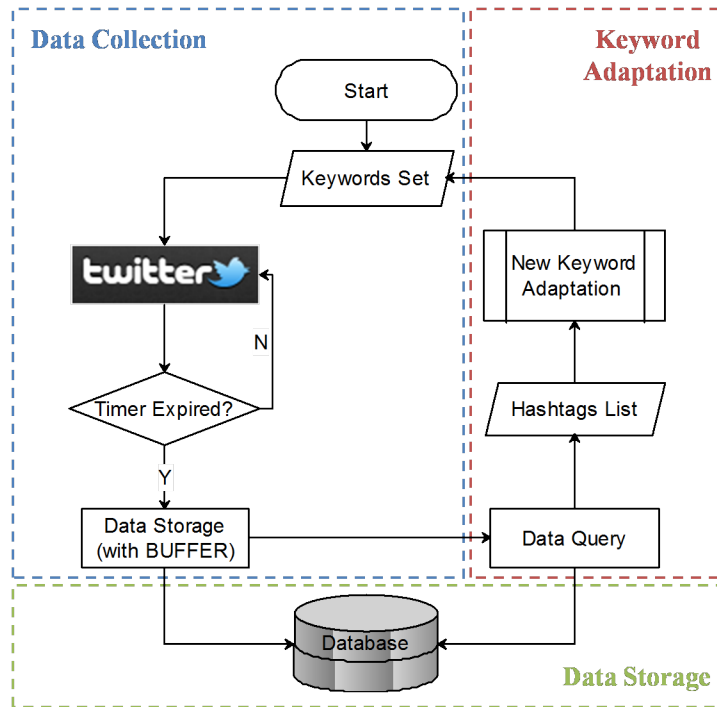 Data Collection
Keyword
Adaptation
Start
Keywords Set
twitter
New Keyword
Adaptation
N
Timer Expired?
Hashtags List
Y
Data Storage
(with BUFFER)
Data Query
Database
Data Storage